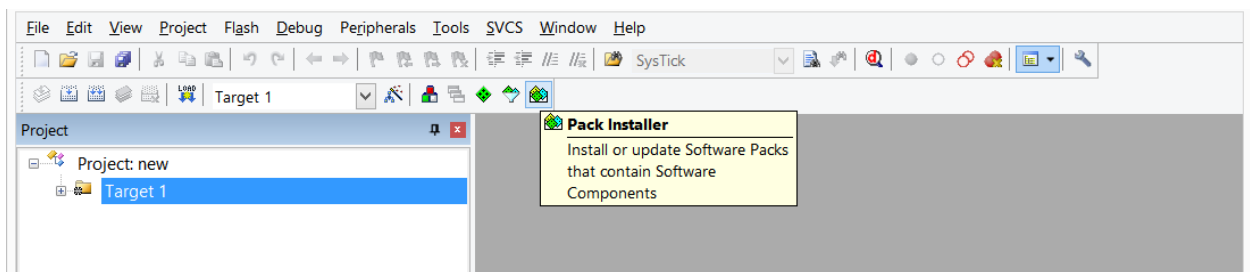 File Edit View Project Flash Debug Peripherals Tools SVCS Window Help
SysTick
LOAD Target 1
Project
Pack Installer
Install or update Software Packs
that contain Software
Components
Project: new
Target 1